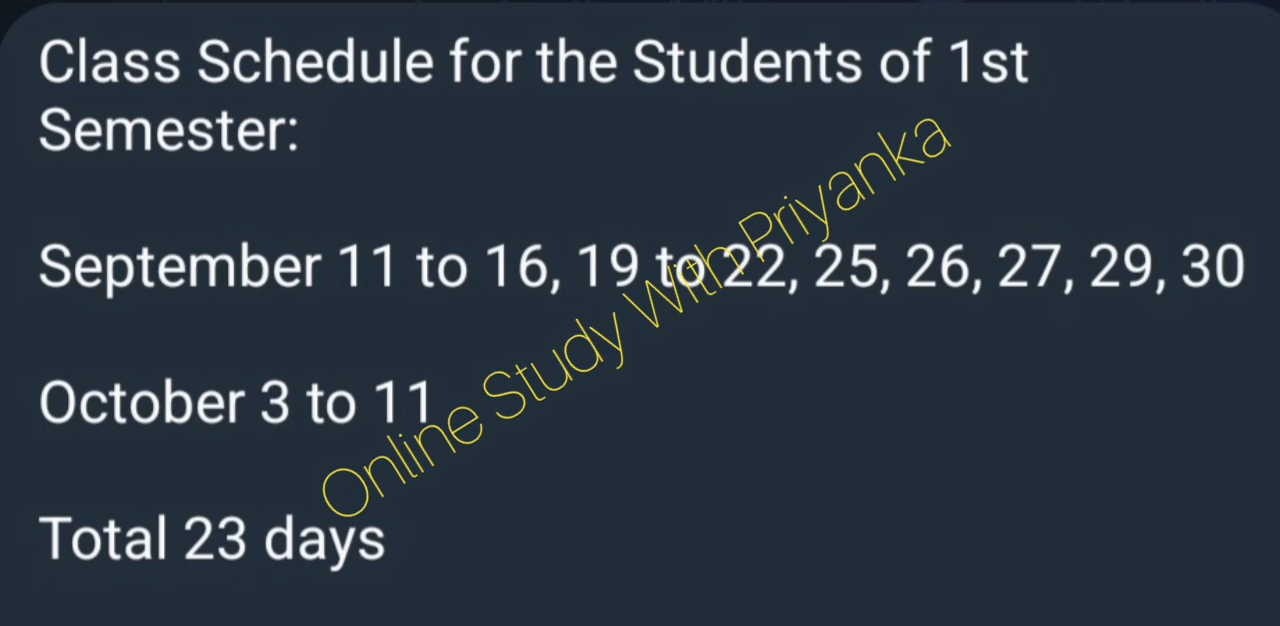 Class Schedule for the Students of 1st
Semester:
September 11 to 16, 19 to 22, 25, 26, 27, 29, 30
October 3 to 11
Total 23 days
Online Study With Priyanka